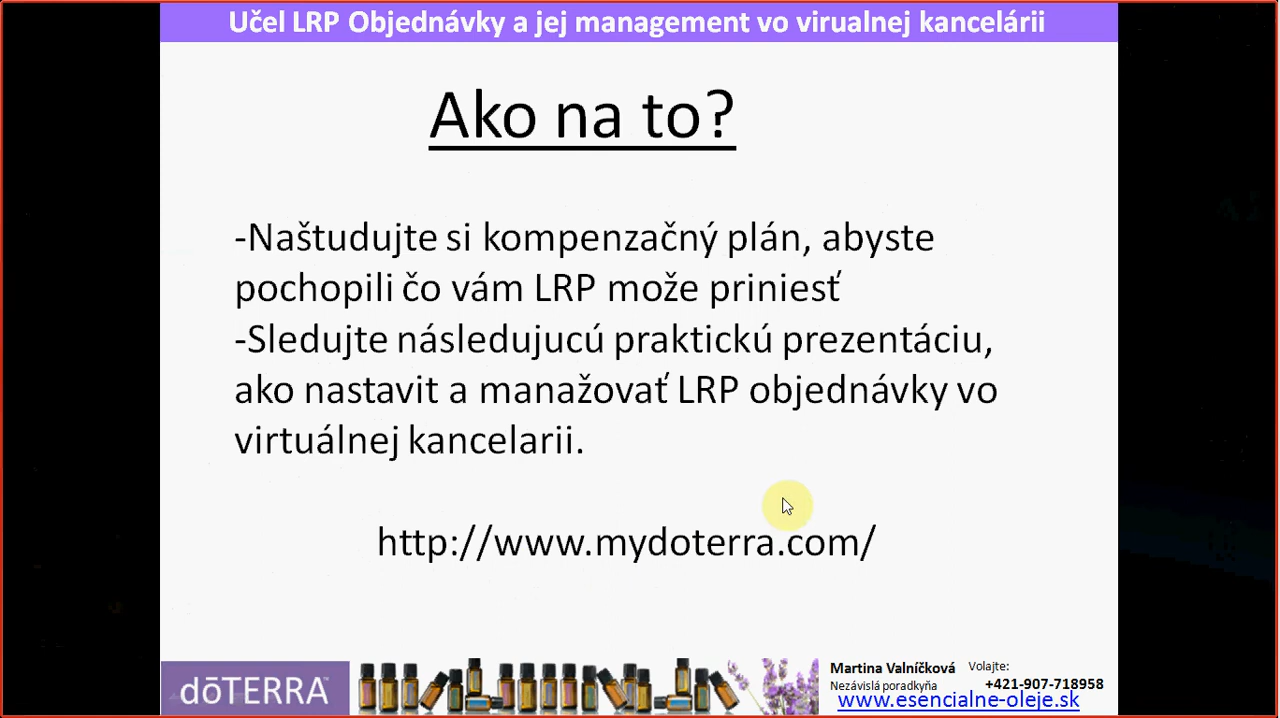 Učel LRP Objednávky a jej management vo virualnej kancelárii
Ako na to?
-Naštudujte si kompenzačný plán, abyste
pochopili čo vám LRP može priniesť
-Sledujte následujucú praktickú prezentáciu,
ako nastavit a manažovať LRP objednávky vo
virtuálnej kancelarii.
http://www.mydoterra.com/
dōTERRA™
Martina Valníčková Volajte:
Nezávislá poradkyňa +421-907-718958
www.esencialne-oleje.sk